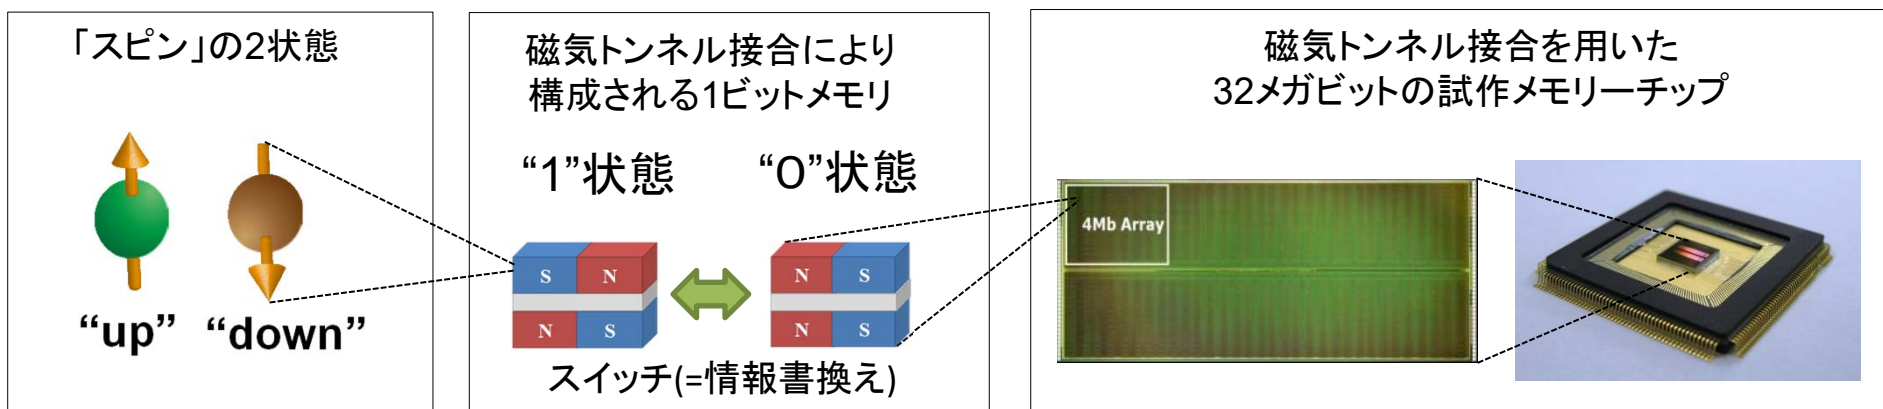 「スピン」の2状態
“up” “down”
磁気トンネル接合により
構成される1ビットメモリ
“1”状態 “0”状態
S N N S
N S N S
スイッチ(=情報書換え)
磁気トンネル接合を用いた
32メガビットの試作メモリーチップ
4Mb Array